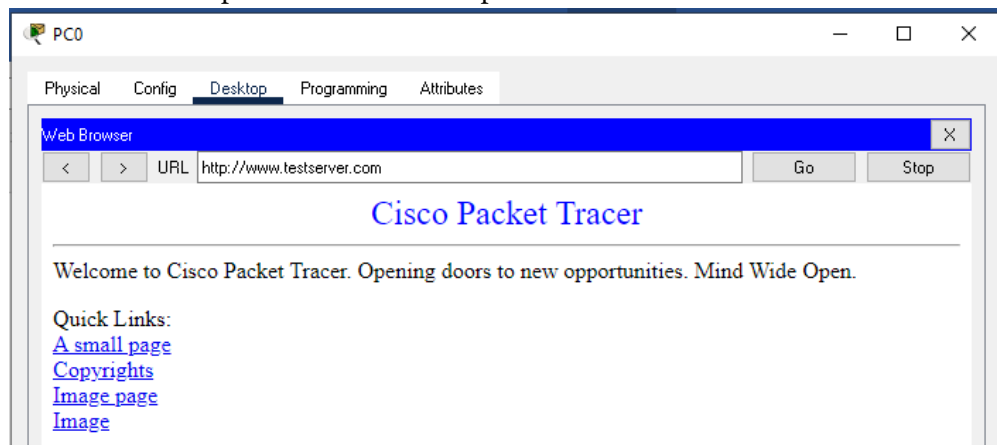 PC0
Physical Config Desktop Programming Attributes
Web Browser X
< > URL http://www.testserver.com Go Stop
Cisco Packet Tracer
Welcome to Cisco Packet Tracer. Opening doors to new opportunities. Mind Wide Open.
Quick Links:
A small page
Copyrights
Image page
Image